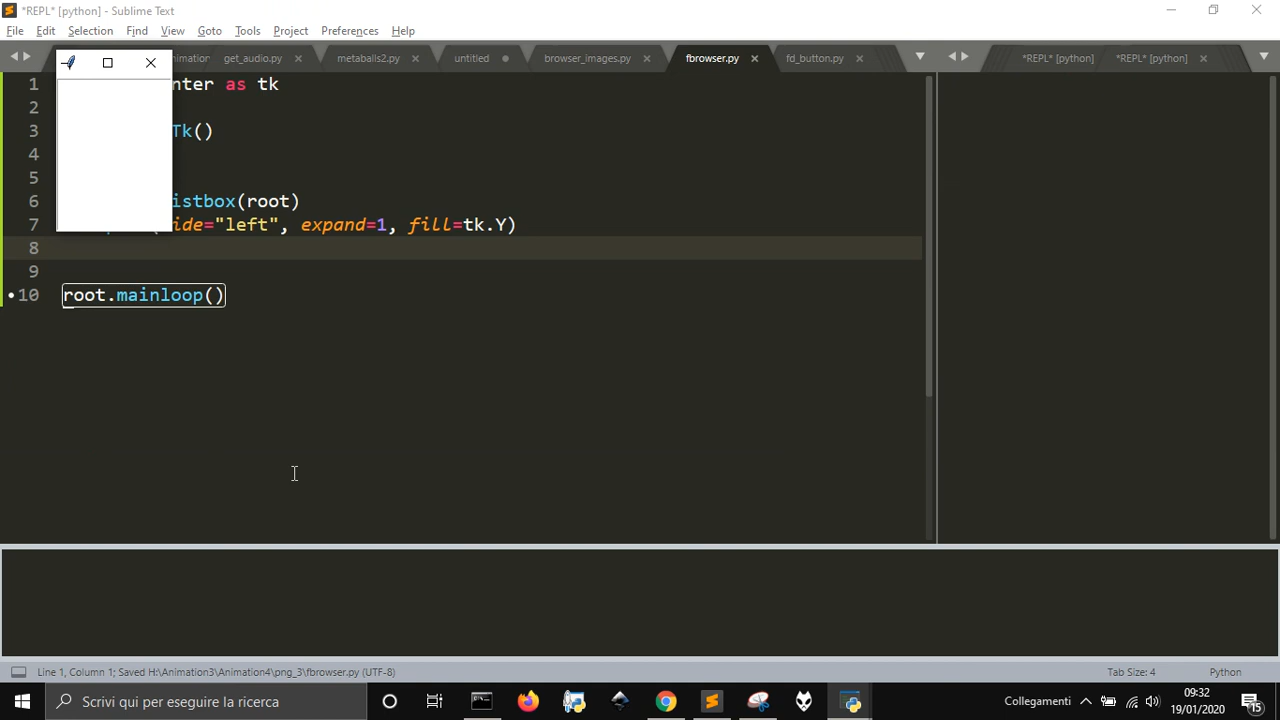 *REPL* [python] - Sublime Text
File Edit Selection Find View Goto Tools Project Preferences Help
nimation get_audio.py metaballs2.py untitled browser_images.py fbrowser.py fd_button.py *REPL* [python] *REPL* [python]
1 nter as tk
2
3 Tk()
4
5
6 istbox(root)
7 ide="left", expand=1, fill=tk.Y)
8
9
10 root.mainloop()
Line 1, Column 1; Saved H:\Animation3\Animation4\png_3\fbrowser.py (UTF-8) Tab Size: 4 Python
Scrivi qui per eseguire la ricerca Collegamenti 09:32
19/01/2020 15